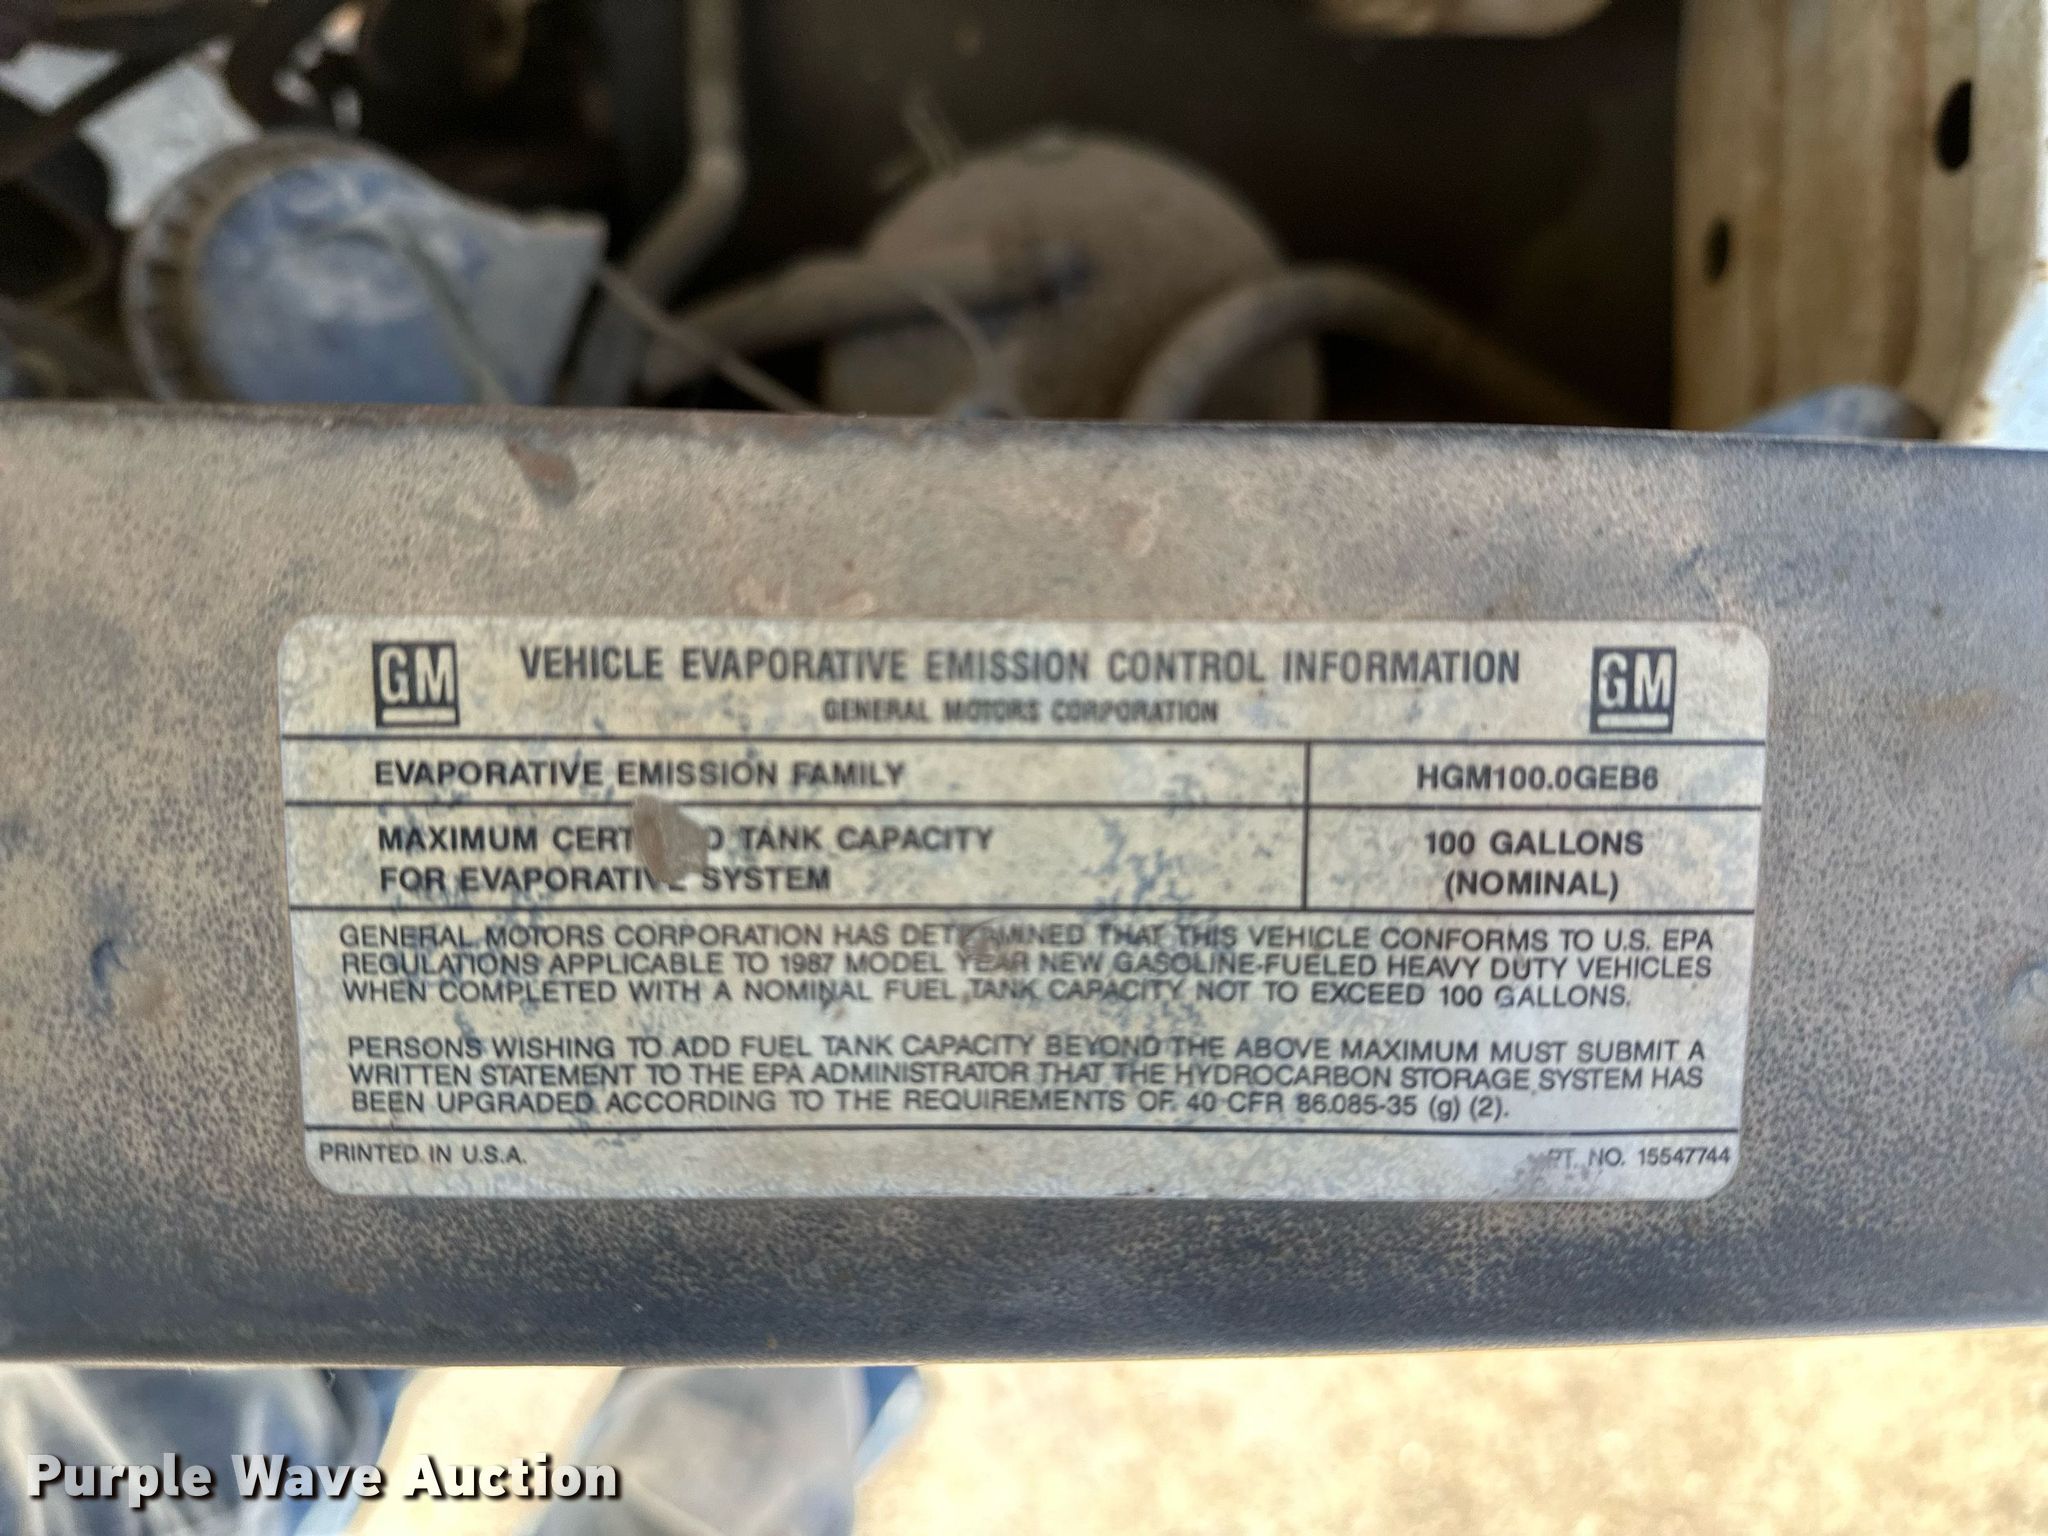 GM VEHICLE EVAPORATIVE EMISSION CONTROL INFORMATION GM
GENERAL MOTORS CORPORATION
EVAPORATIVE EMISSION FAMILY HGM100.0GEB6
MAXIMUM CERT D TANK CAPACITY 100 GALLONS
FOR EVAPORATIVE SYSTEM (NOMINAL)
GENERAL MOTORS CORPORATION HAS DETERMINED THAT THIS VEHICLE CONFORMS TO U.S. EPA
REGULATIONS APPLICABLE TO 1987 MODEL YEAR NEW GASOLINE-FUELED HEAVY DUTY VEHICLES
WHEN COMPLETED WITH A NOMINAL FUEL TANK CAPACITY NOT TO EXCEED 100 GALLONS.
PERSONS WISHING TO ADD FUEL TANK CAPACITY BEYOND THE ABOVE MAXIMUM MUST SUBMIT A
WRITTEN STATEMENT TO THE EPA ADMINISTRATOR THAT THE HYDROCARBON STORAGE SYSTEM HAS
BEEN UPGRADED ACCORDING TO THE REQUIREMENTS OF 40 CFR 86.085-35 (g) (2).
PRINTED IN U.S.A. PT. NO. 15547744
Purple Wave Auction